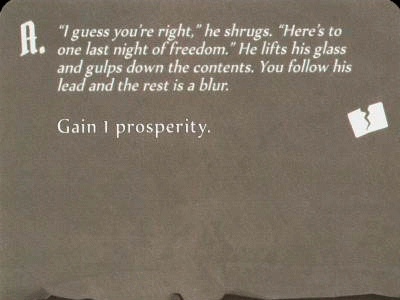 A. “I guess you’re right,” he shrugs. “Here’s to
one last night of freedom.” He lifts his glass
and gulps down the contents. You follow his
lead and the rest is a blur.
Gain 1 prosperity.